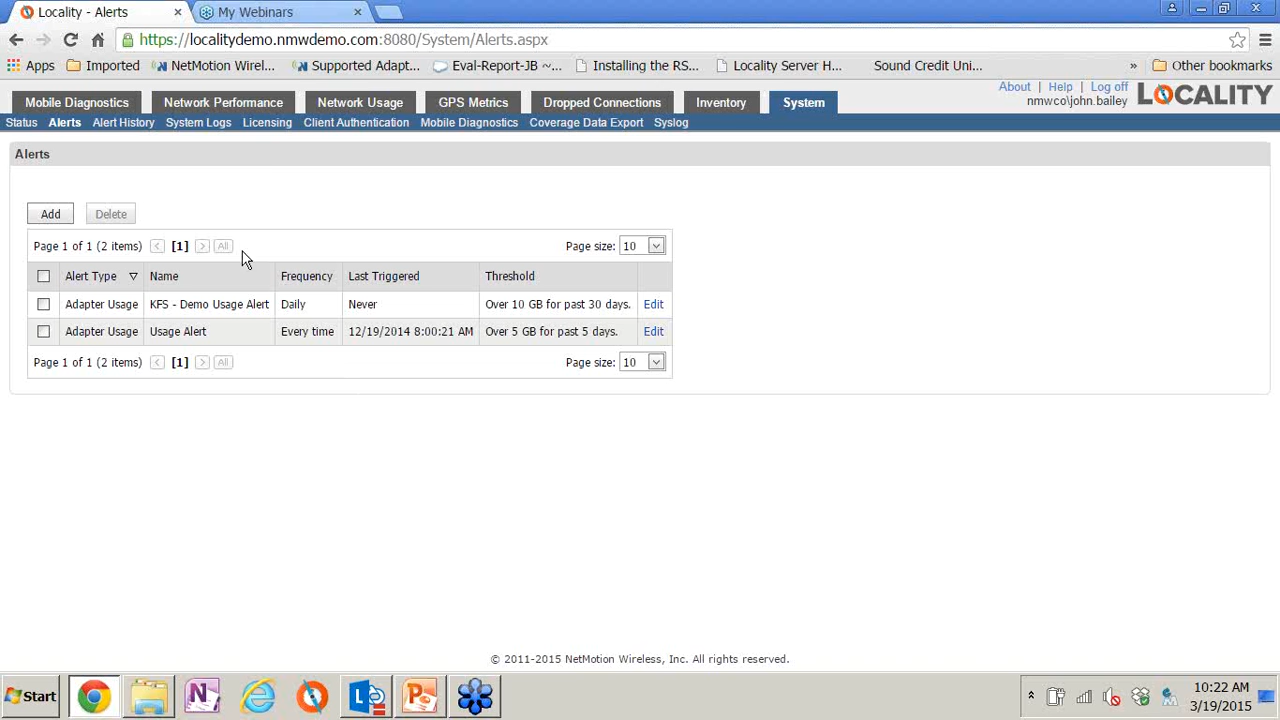 Locality - Alerts
My Webinars
https://localitydemo.nmwdemo.com:8080/System/Alerts.aspx
Apps Imported NetMotion Wirel... Supported Adapt... Eval-Report-JB ~... Installing the RS... Locality Server H... Sound Credit Uni... » Other bookmarks
About Help Log off
nmwco\john.bailey
LOCALITY
Mobile Diagnostics Network Performance Network Usage GPS Metrics Dropped Connections Inventory System
Status Alerts Alert History System Logs Licensing Client Authentication Mobile Diagnostics Coverage Data Export Syslog
Alerts
Add Delete
Page 1 of 1 (2 items) < [1] > All Page size: 10
Alert Type Name Frequency Last Triggered Threshold
Adapter Usage KFS - Demo Usage Alert Daily Never Over 10 GB for past 30 days. Edit
Adapter Usage Usage Alert Every time 12/19/2014 8:00:21 AM Over 5 GB for past 5 days. Edit
Page 1 of 1 (2 items) < [1] > All Page size: 10
© 2011-2015 NetMotion Wireless, Inc. All rights reserved.
Start
10:22 AM
3/19/2015